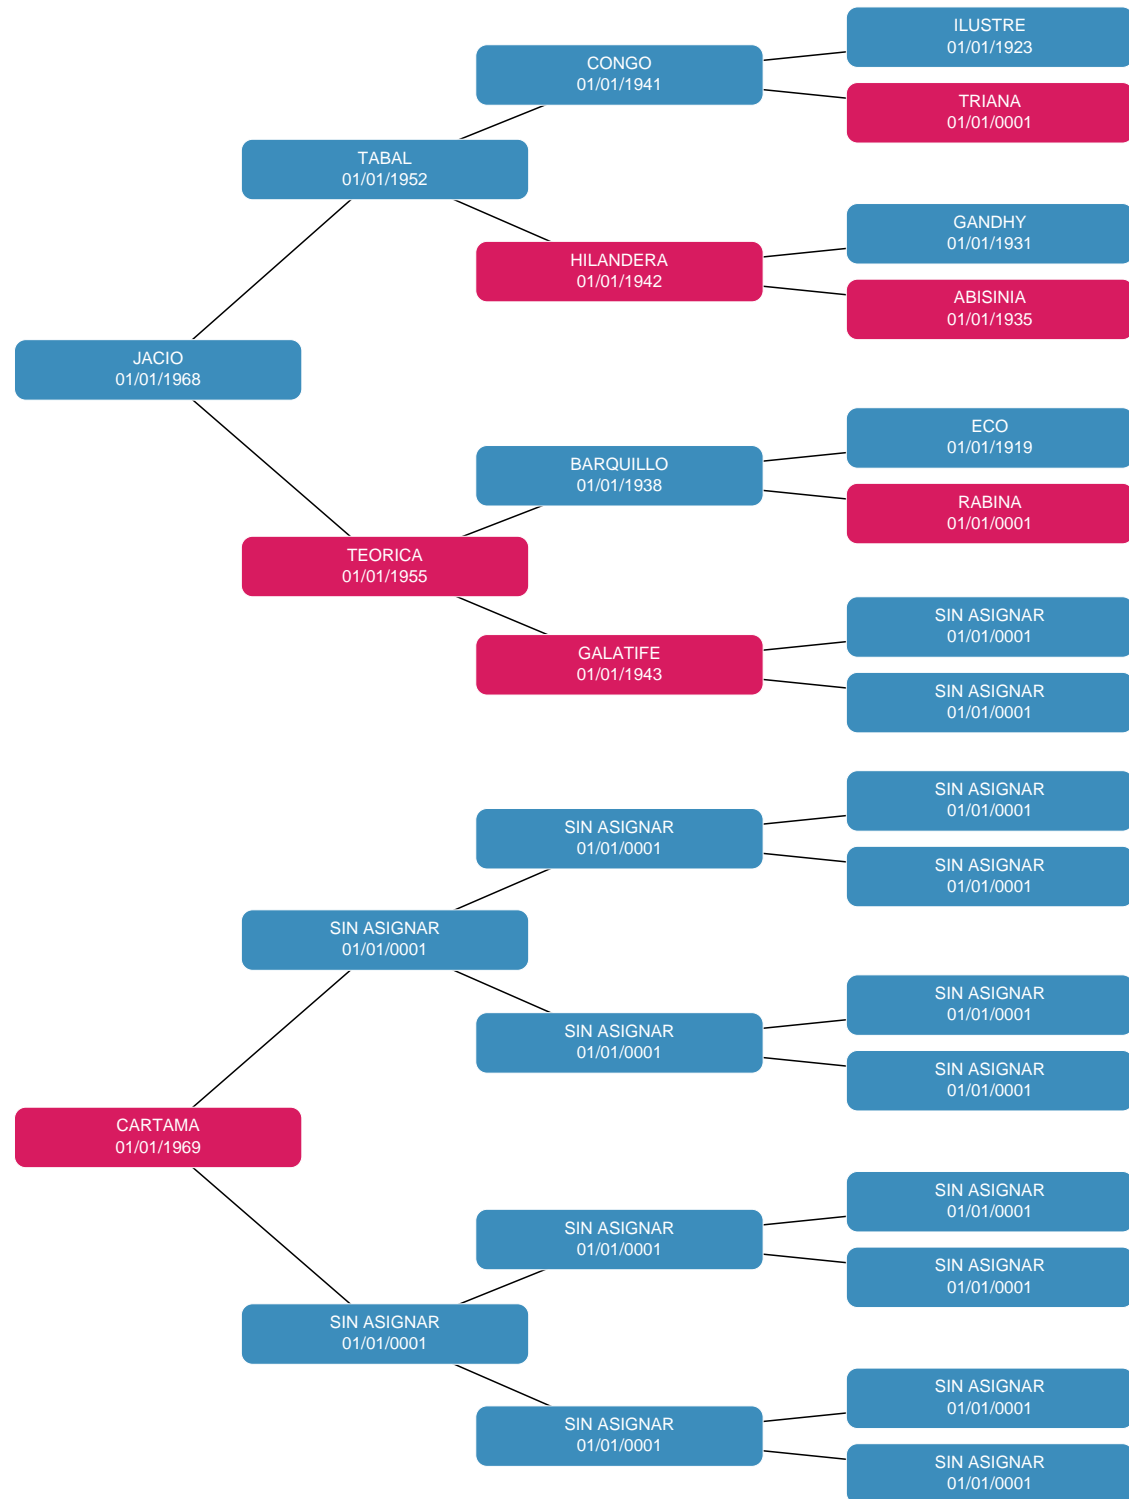 ILUSTRE
01/01/1923
CONGO
01/01/1941
TRIANA
01/01/0001
TABAL
01/01/1952
GANDHY
01/01/1931
HILANDERA
01/01/1942
ABISINIA
01/01/1935
JACIO
01/01/1968
ECO
01/01/1919
BARQUILLO
01/01/1938
RABINA
01/01/0001
TEORICA
01/01/1955
SIN ASIGNAR
01/01/0001
GALATIFE
01/01/1943
SIN ASIGNAR
01/01/0001
SIN ASIGNAR
01/01/0001
SIN ASIGNAR
01/01/0001
SIN ASIGNAR
01/01/0001
SIN ASIGNAR
01/01/0001
SIN ASIGNAR
01/01/0001
SIN ASIGNAR
01/01/0001
SIN ASIGNAR
01/01/0001
CARTAMA
01/01/1969
SIN ASIGNAR
01/01/0001
SIN ASIGNAR
01/01/0001
SIN ASIGNAR
01/01/0001
SIN ASIGNAR
01/01/0001
SIN ASIGNAR
01/01/0001
SIN ASIGNAR
01/01/0001
SIN ASIGNAR
01/01/0001